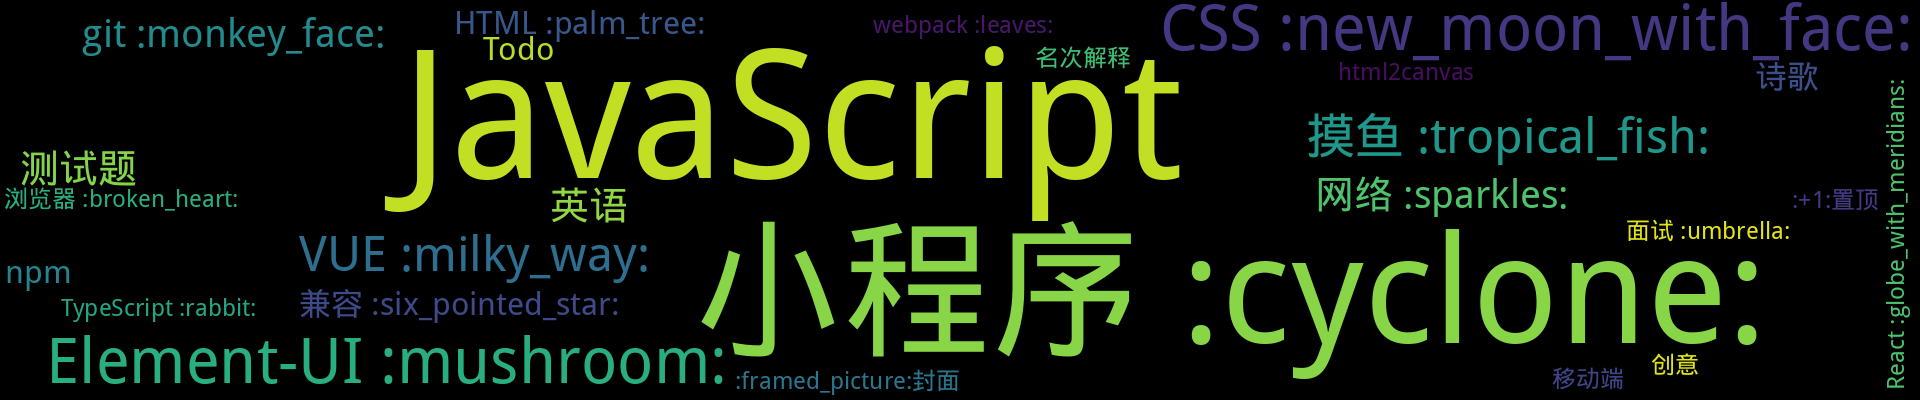 git :monkey_face:
HTML :palm_tree:
webpack :leaves:
CSS :new_moon_with_face:
Todo
名次解释
html2canvas
诗歌
JavaScript
摸鱼 :tropical_fish:
测试题
浏览器 :broken_heart:
英语
网络 :sparkles:
:+1:置顶
面试 :umbrella:
React :globe_with_meridians:
VUE :milky_way:
npm
小程序 :cyclone:
TypeScript :rabbit:
兼容 :six_pointed_star:
Element-UI :mushroom:
:framed_picture:封面
移动端
创意